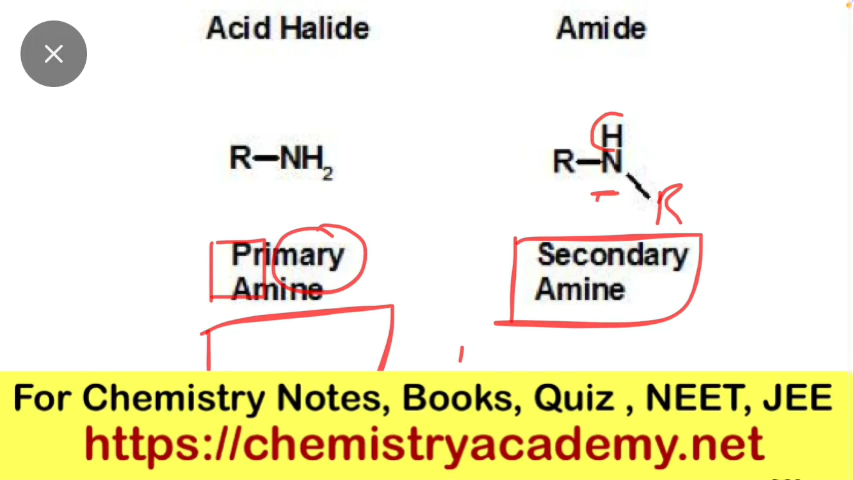 Acid Halide
Amide
H
R–NH2
R–N
R
Primary
Amine
Secondary
Amine
For Chemistry Notes, Books, Quiz , NEET, JEE
https://chemistryacademy.net